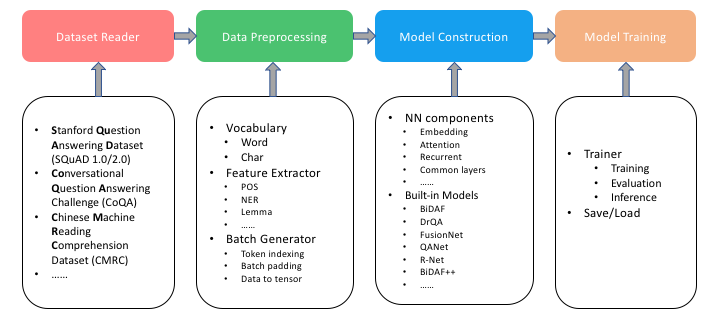 Dataset Reader
Data Preprocessing
Model Construction
Model Training
• Stanford Question
Answering Dataset
(SQuAD 1.0/2.0)
• Conversational
Question Answering
Challenge (CoQA)
• Chinese Machine
Reading
Comprehension
Dataset (CMRC)
• ……
• Vocabulary
• Word
• Char
• Feature Extractor
• POS
• NER
• Lemma
• ……
• Batch Generator
• Token indexing
• Batch padding
• Data to tensor
• NN components
• Embedding
• Attention
• Recurrent
• Common layers
• ……
• Built-in Models
• BiDAF
• DrQA
• FusionNet
• QANet
• R-Net
• BiDAF++
• ……
• Trainer
• Training
• Evaluation
• Inference
• Save/Load